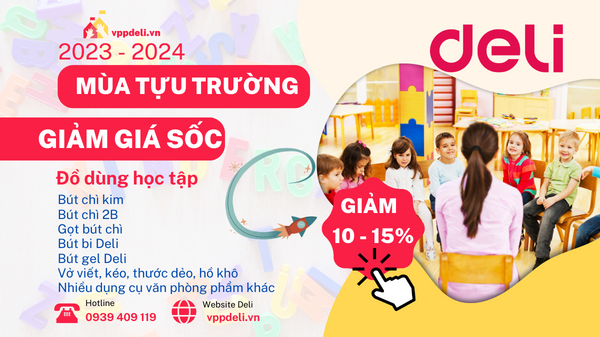 vppdeli.vn
2023 - 2024
MÙA TỰU TRƯỜNG
GIẢM GIÁ SỐC
Đồ dùng học tập
Bút chì kim
Bút chì 2B
Gọt bút chì
Bút bi Deli
Bút gel Deli
Vở viết, kéo, thước dẻo, hồ khô
Nhiều dụng cụ văn phòng phẩm khác
Hotline
0939 409 119
Website Deli
vppdeli.vn
deli
GIẢM
10 - 15%